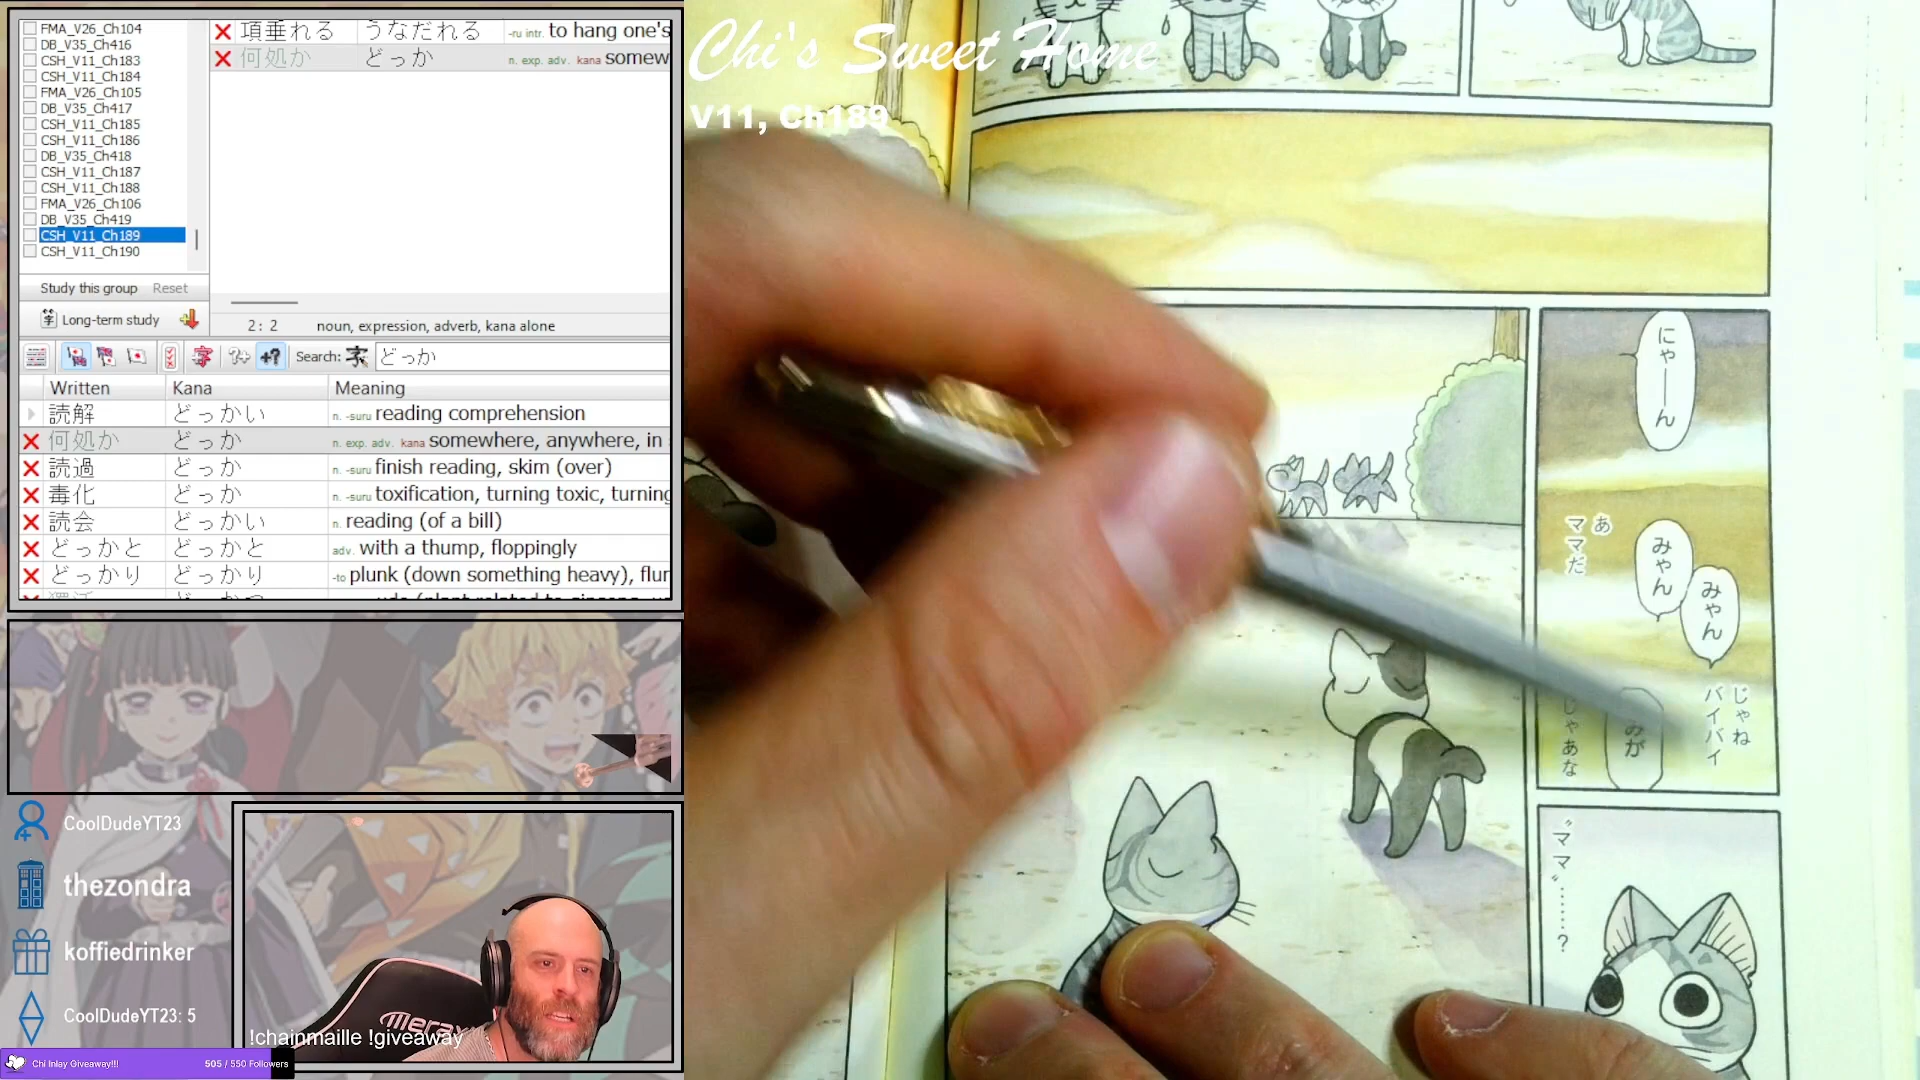 FMA_V26_Ch104
DB_V35_Ch416
CSH_V11_Ch183
CSH_V11_Ch184
FMA_V26_Ch105
DB_V35_Ch417
CSH_V11_Ch185
CSH_V11_Ch186
DB_V35_Ch418
CSH_V11_Ch187
CSH_V11_Ch188
FMA_V26_Ch106
DB_V35_Ch419
CSH_V11_Ch189
CSH_V11_Ch190
Study this group Reset
Long-term study
項垂れる うなだれる -ru intr. to hang one's
何処か どっか n. exp. adv. kana somew
2: 2 noun, expression, adverb, kana alone
Search: どっか
Written Kana Meaning
読解 どっかい n. -suru reading comprehension
何処か どっか n. exp. adv. kana somewhere, anywhere, in
読過 どっか n. -suru finish reading, skim (over)
毒化 どっか n. -suru toxification, turning toxic, turning
読会 どっかい n. reading (of a bill)
どっかと どっかと adv. with a thump, floppingly
どっかり どっかり -to plunk (down something heavy), flur
CoolDudeYT23
thezondra
koffiedrinker
CoolDudeYT23: 5
Chi Inlay Giveaway!!! 505 / 550 Followers
merax
!chainmaille !giveaway
Chi's Sweet Home
V11, Ch189
にゃーん
あ
ママだ
みゃん
みゃん
じゃね
バイバイ
じゃあな
〝ママ〟……?